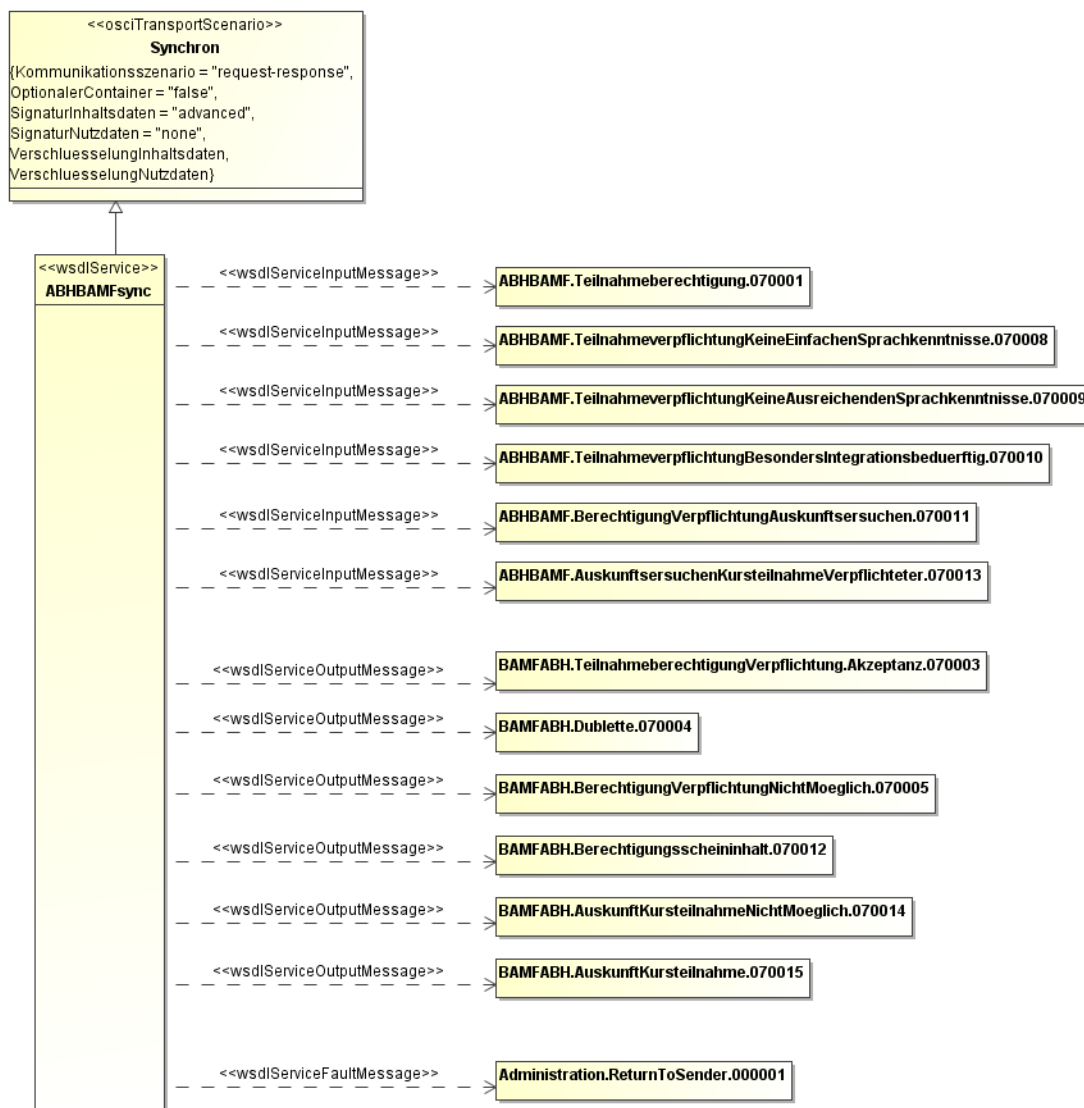 <<osciTransportScenario>>
Synchron
{Kommunikationsszenario = "request-response",
OptionalerContainer = "false",
SignaturInhaltsdaten = "advanced",
SignaturNutzdaten = "none",
VerschluesselungInhaltsdaten,
VerschluesselungNutzdaten}
<<wsdlService>>
ABHBAMFsync
<<wsdlServiceInputMessage>>
ABHBAMF.Teilnahmeberechtigung.070001
<<wsdlServiceInputMessage>>
ABHBAMF.TeilnahmeverpflichtungKeineEinfachenSprachkenntnisse.070008
<<wsdlServiceInputMessage>>
ABHBAMF.TeilnahmeverpflichtungKeineAusreichendenSprachkenntnisse.070009
<<wsdlServiceInputMessage>>
ABHBAMF.TeilnahmeverpflichtungBesondersIntegrationsbeduerftig.070010
<<wsdlServiceInputMessage>>
ABHBAMF.BerechtigungVerpflichtungAuskunftsersuchen.070011
<<wsdlServiceInputMessage>>
ABHBAMF.AuskunftsersuchenKursteilnahmeVerpflichteter.070013
<<wsdlServiceOutputMessage>>
BAMFABH.TeilnahmeberechtigungVerpflichtung.Akzeptanz.070003
<<wsdlServiceOutputMessage>>
BAMFABH.Dublette.070004
<<wsdlServiceOutputMessage>>
BAMFABH.BerechtigungVerpflichtungNichtMoeglich.070005
<<wsdlServiceOutputMessage>>
BAMFABH.Berechtigungsscheininhalt.070012
<<wsdlServiceOutputMessage>>
BAMFABH.AuskunftKursteilnahmeNichtMoeglich.070014
<<wsdlServiceOutputMessage>>
BAMFABH.AuskunftKursteilnahme.070015
<<wsdlServiceFaultMessage>>
Administration.ReturnToSender.000001